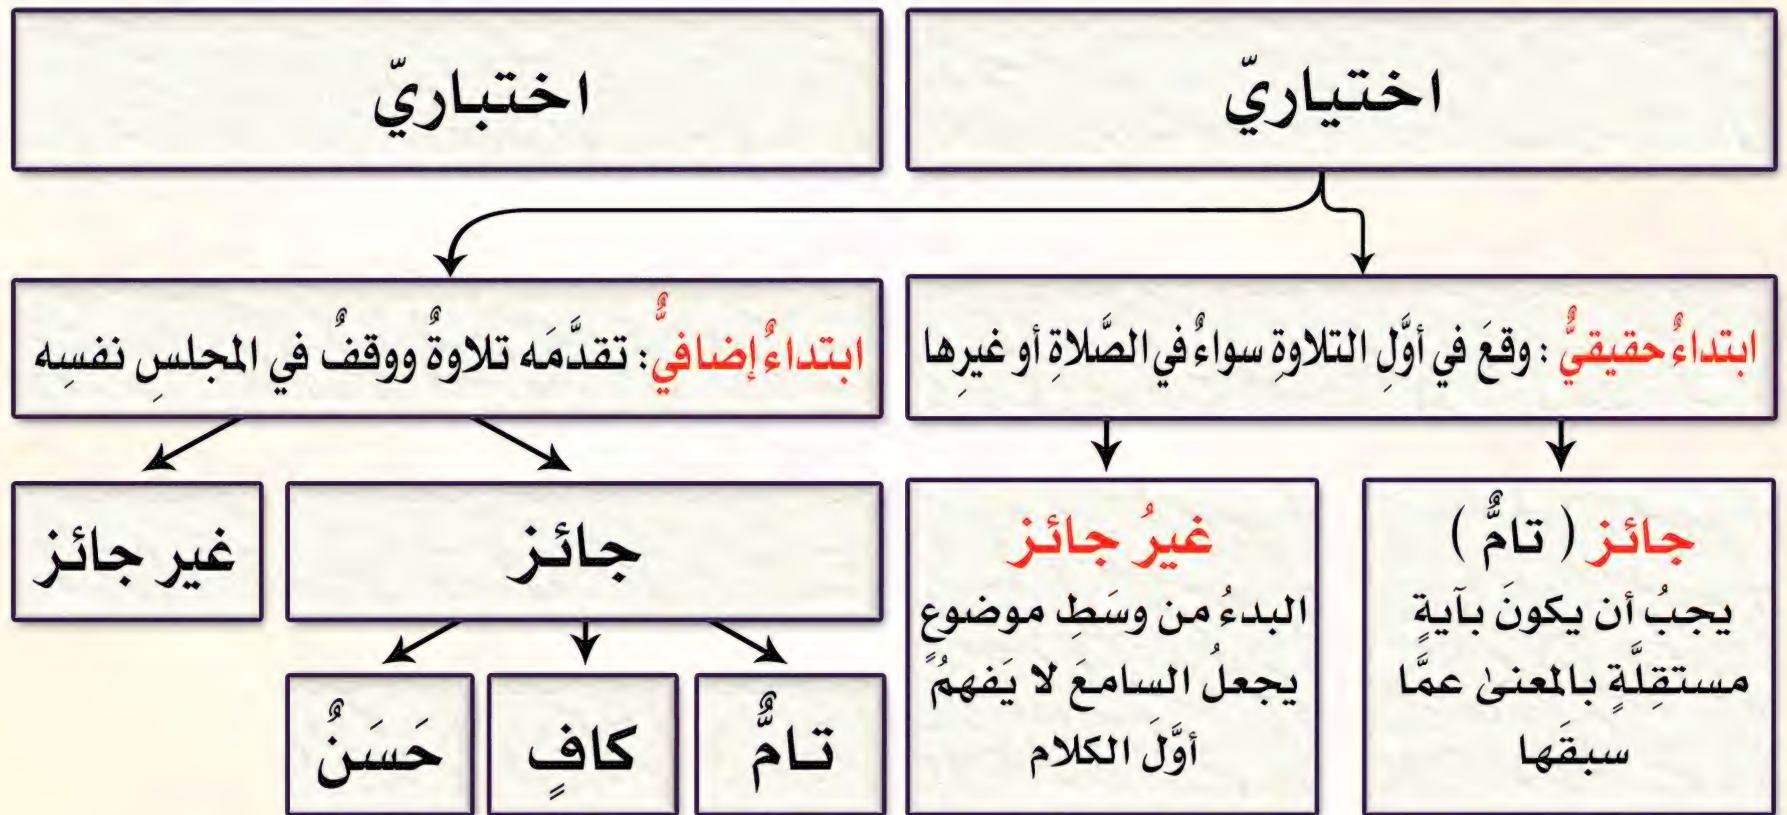 اختياريّ
اختباريّ
ابتداءٌ حقيقيٌّ : وقعَ في أوَّلِ التلاوةِ سواءٌ في الصَّلاةِ أو غيرِها
ابتداءٌ إضافيٌّ: تقدَّمَه تلاوةٌ ووقفٌ في المجلسِ نفسِه
جائز ( تامٌّ )
يجبُ أن يكونَ بآيةٍ
مستقِلَّةٍ بالمعنىٰ عمَّا
سبقَها
غيرُ جائز
البدءُ من وسَطِ موضوعٍ
يجعلُ السامعَ لا يَفهمُ
أوَّلَ الكلام
جائز
غير جائز
تامٌّ
كافٍ
حَسَنٌ